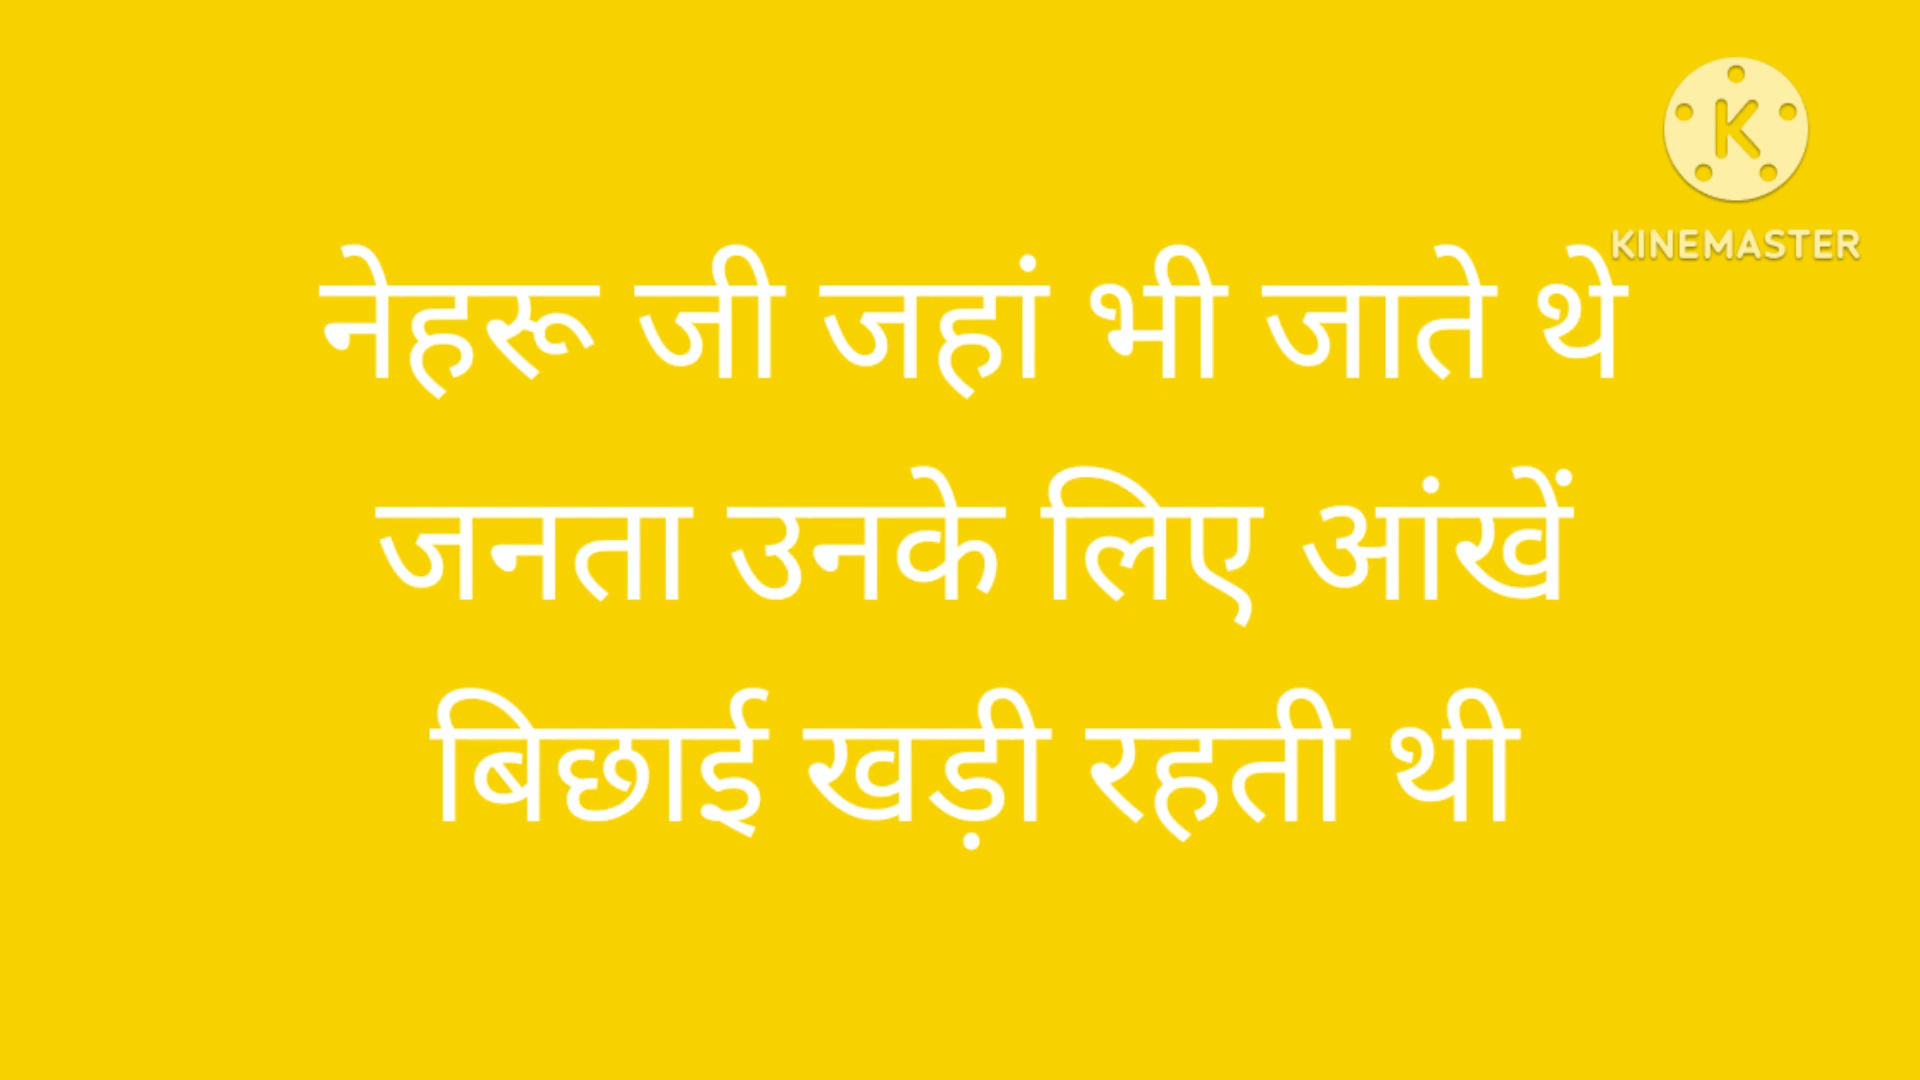 K
KINEMASTER
नेहरू जी जहां भी जाते थे
जनता उनके लिए आंखें
बिछाई खड़ी रहती थी